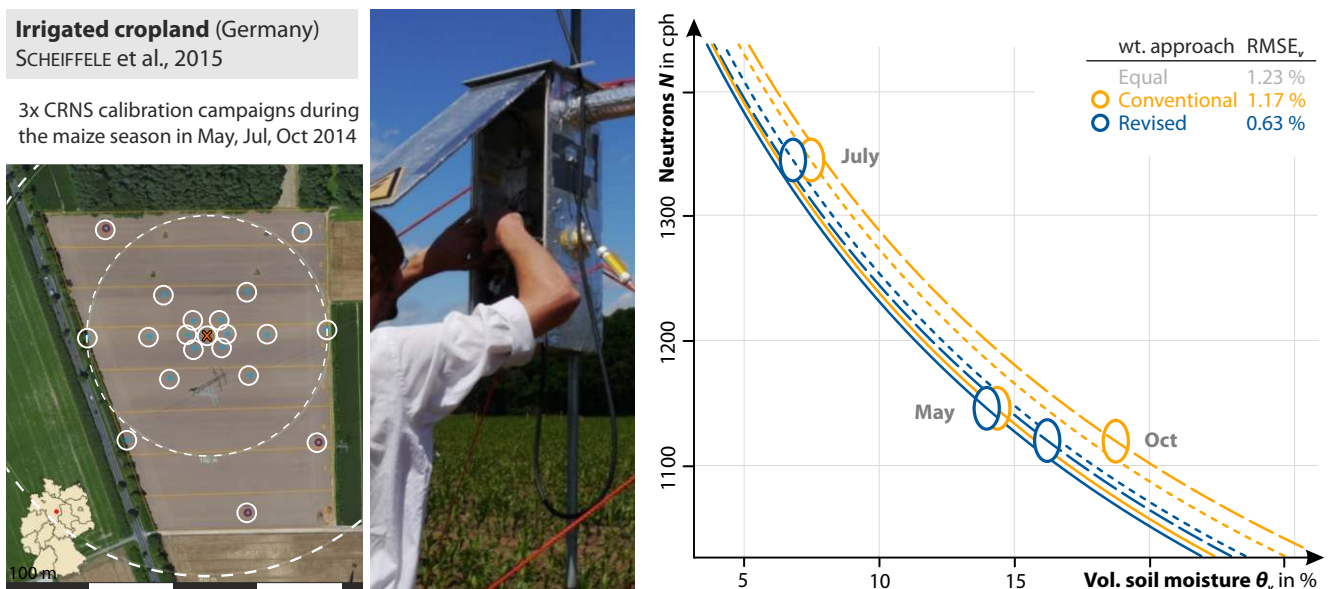 Irrigated cropland (Germany)
SCHEIFFELE et al., 2015
3x CRNS calibration campaigns during
the maize season in May, Jul, Oct 2014
150 m
100 m
Neutrons N in cph
1300
1200
1100
wt. approach RMSEᵥ
Equal 1.23 %
Conventional 1.17 %
Revised 0.63 %
July
May
Oct
5 10 15 Vol. soil moisture θᵥ in %